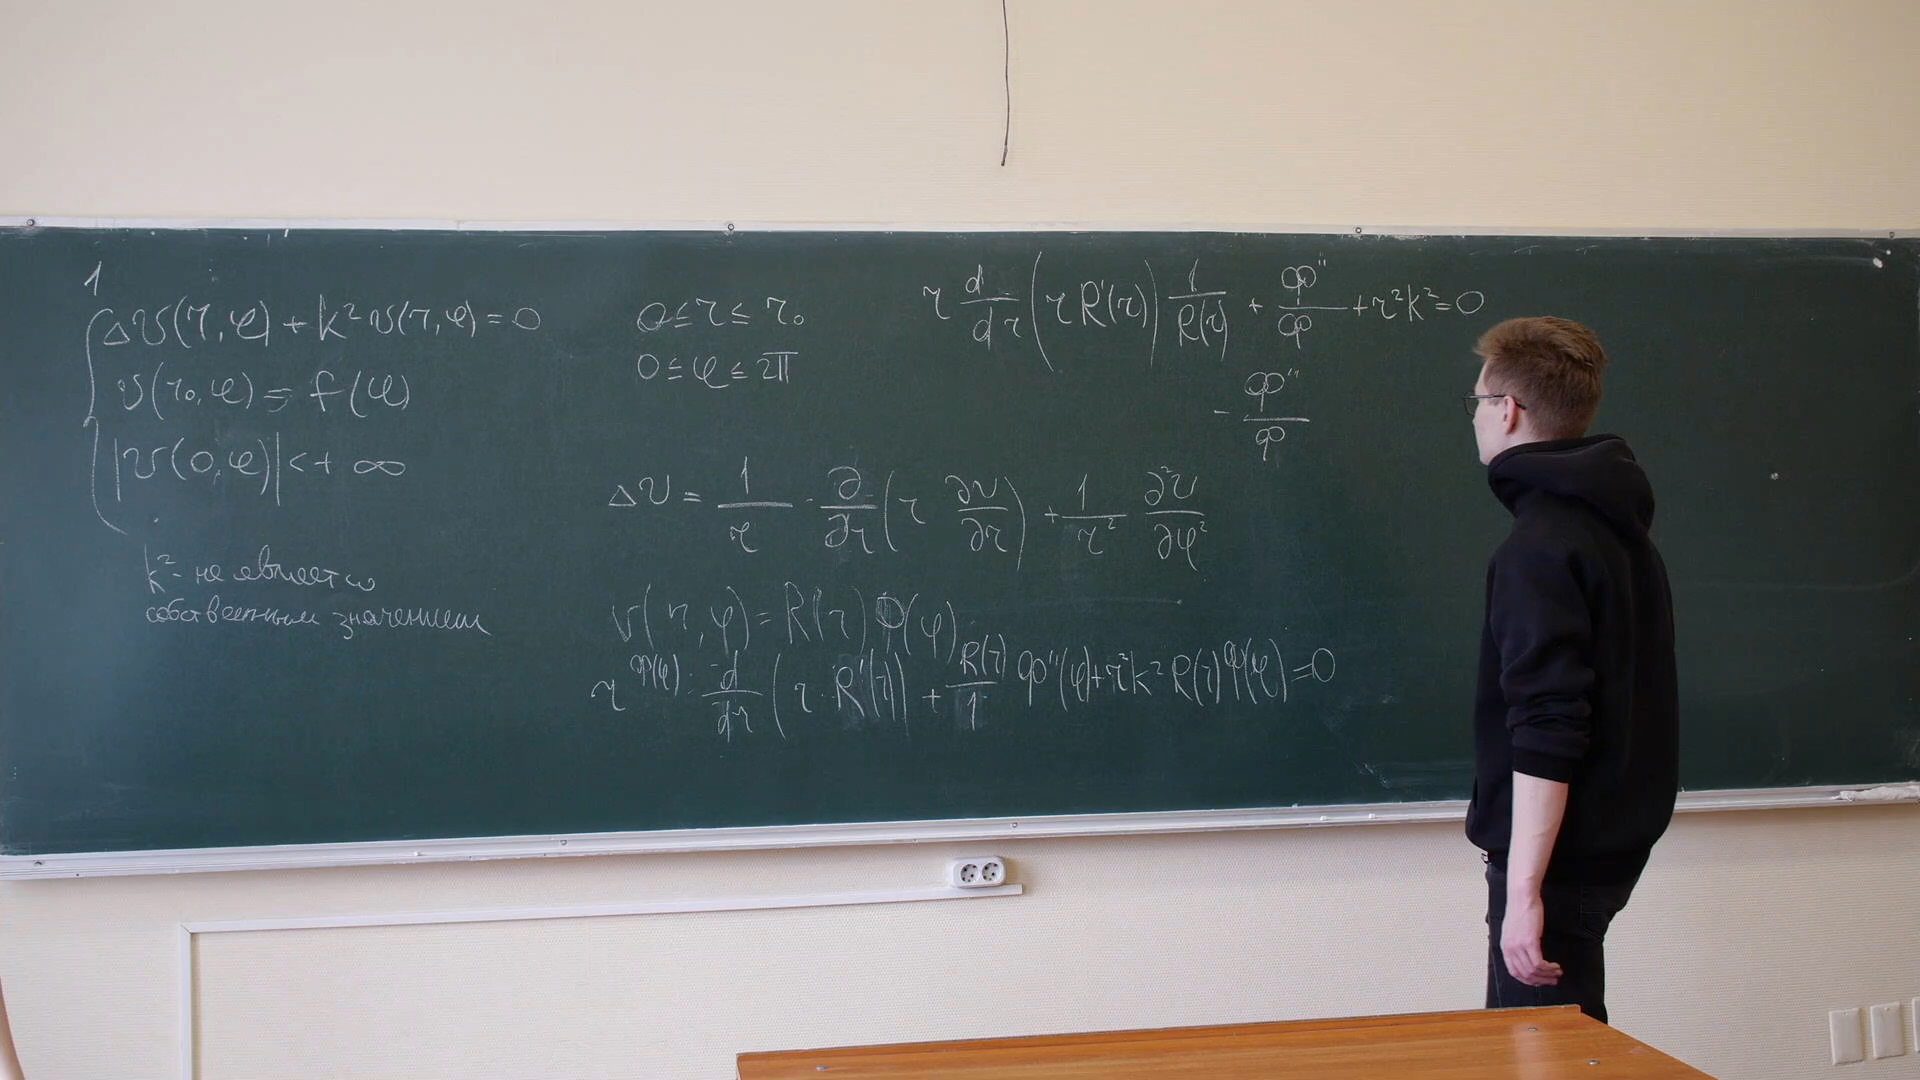 1
Δv(r,φ) + k²v(r,φ) = 0
v(r₀,φ) = f(φ)
|v(0,φ)| < +∞
k² - не является
собственным значением
0 ≤ r ≤ r₀
0 ≤ φ ≤ 2π
Δv = 1/r · ∂/∂r (r ∂v/∂r) + 1/r² ∂²v/∂φ²
v(r,φ) = R(r)Φ(φ)
r Φ(φ) · d/dr (r · R'(r)) + R(r)/1 Φ''(φ) + r²k² R(r)Φ(φ) = 0
r d/dr (r R'(r)) 1/R(r) + Φ''/Φ + r²k² = 0
- Φ''/Φ